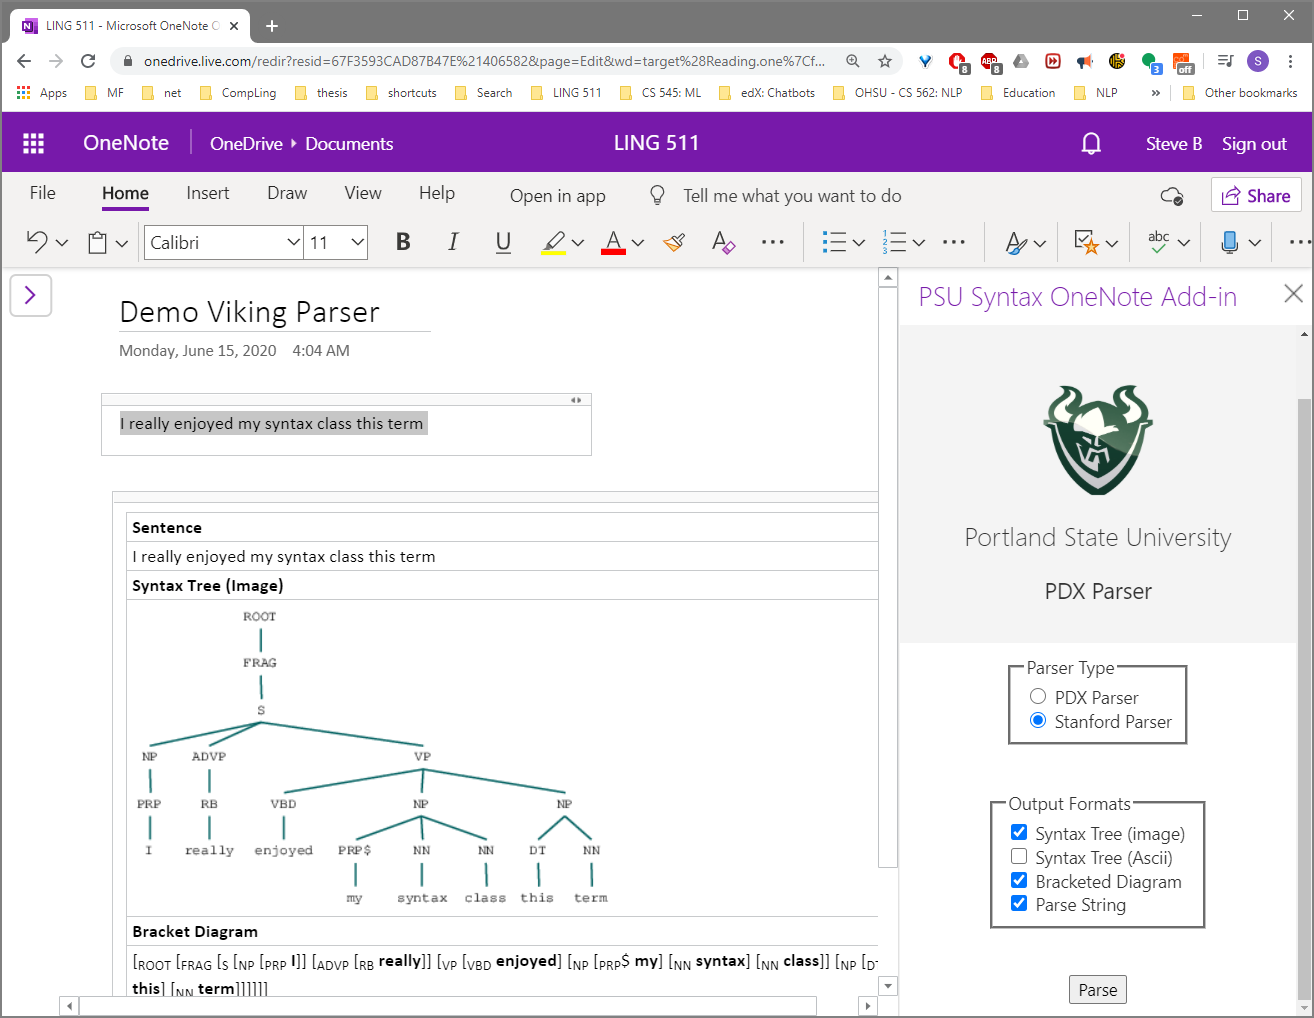 LING 511 - Microsoft OneNote O
onedrive.live.com/redir?resid=67F3593CAD87B47E%21406582&page=Edit&wd=target%28Reading.one%7Cf...
8
8
3
off
S
Apps
MF
net
CompLing
thesis
shortcuts
Search
LING 511
CS 545: ML
edX: Chatbots
OHSU - CS 562: NLP
Education
NLP
»
Other bookmarks
OneNote
OneDrive
Documents
LING 511
Steve B
Sign out
File
Home
Insert
Draw
View
Help
Open in app
Tell me what you want to do
Share
Calibri
11
B
I
U
A
A
abc
Demo Viking Parser
Monday, June 15, 2020 4:04 AM
I really enjoyed my syntax class this term
Sentence
I really enjoyed my syntax class this term
Syntax Tree (Image)
ROOT
FRAG
S
NP ADVP VP
PRP RB VBD NP NP
I really enjoyed PRP$ NN NN DT NN
my syntax class this term
Bracket Diagram
[ROOT [FRAG [S [NP [PRP I]] [ADVP [RB really]] [VP [VBD enjoyed] [NP [PRP$ my] [NN syntax] [NN class]] [NP [DT
this] [NN term]]]]]]
PSU Syntax OneNote Add-in
Portland State University
PDX Parser
Parser Type
PDX Parser
Stanford Parser
Output Formats
Syntax Tree (image)
Syntax Tree (Ascii)
Bracketed Diagram
Parse String
Parse